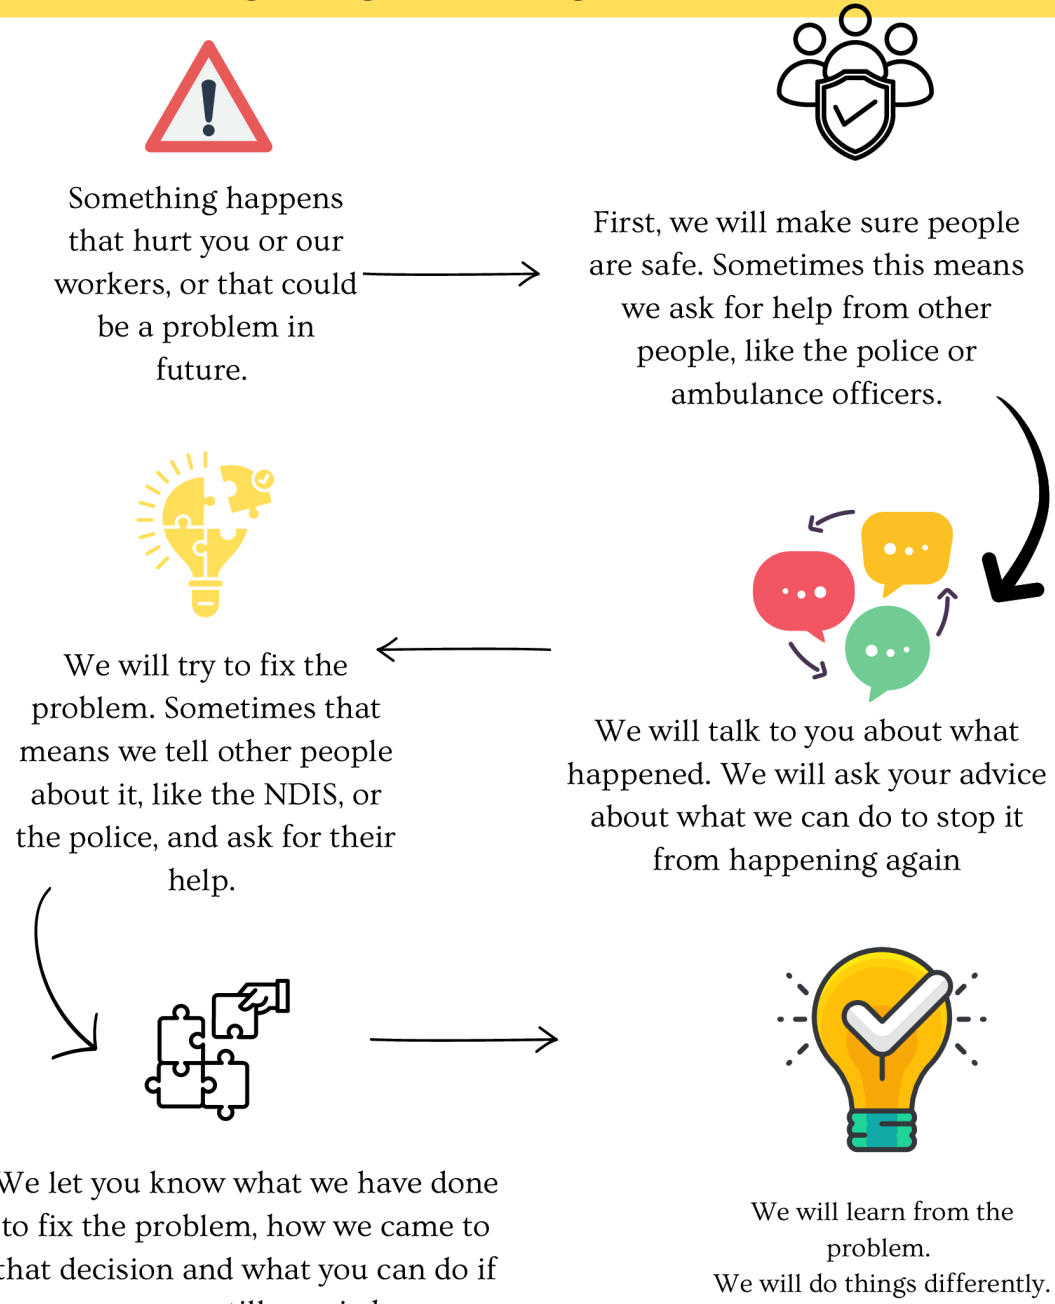 Something happens
that hurt you or our
workers, or that could
be a problem in
future.
First, we will make sure people
are safe. Sometimes this means
we ask for help from other
people, like the police or
ambulance officers.
We will talk to you about what
happened. We will ask your advice
about what we can do to stop it
from happening again
We will try to fix the
problem. Sometimes that
means we tell other people
about it, like the NDIS, or
the police, and ask for their
help.
We let you know what we have done
to fix the problem, how we came to
that decision and what you can do if
We will learn from the
problem.
We will do things differently.